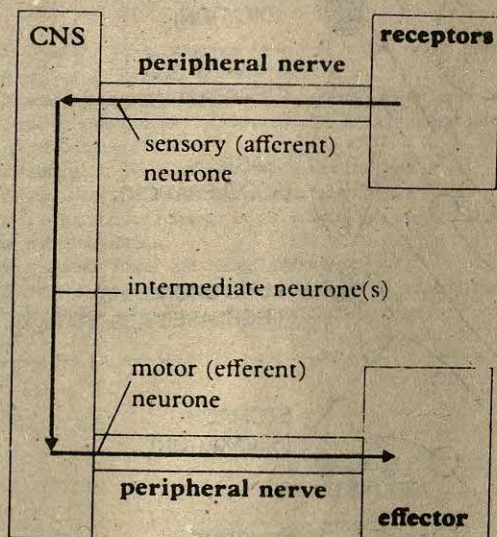 CNS
receptors
peripheral nerve
sensory (afferent)
neurone
intermediate neurone(s)
motor (efferent)
neurone
peripheral nerve
effector